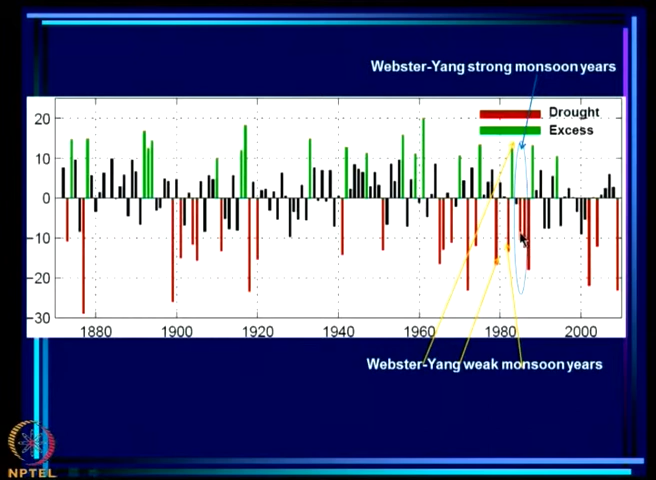 Webster-Yang strong monsoon years
Drought
Excess
20
10
0
-10
-20
-30
1880 1900 1920 1940 1960 1980 2000
Webster-Yang weak monsoon years
NPTEL